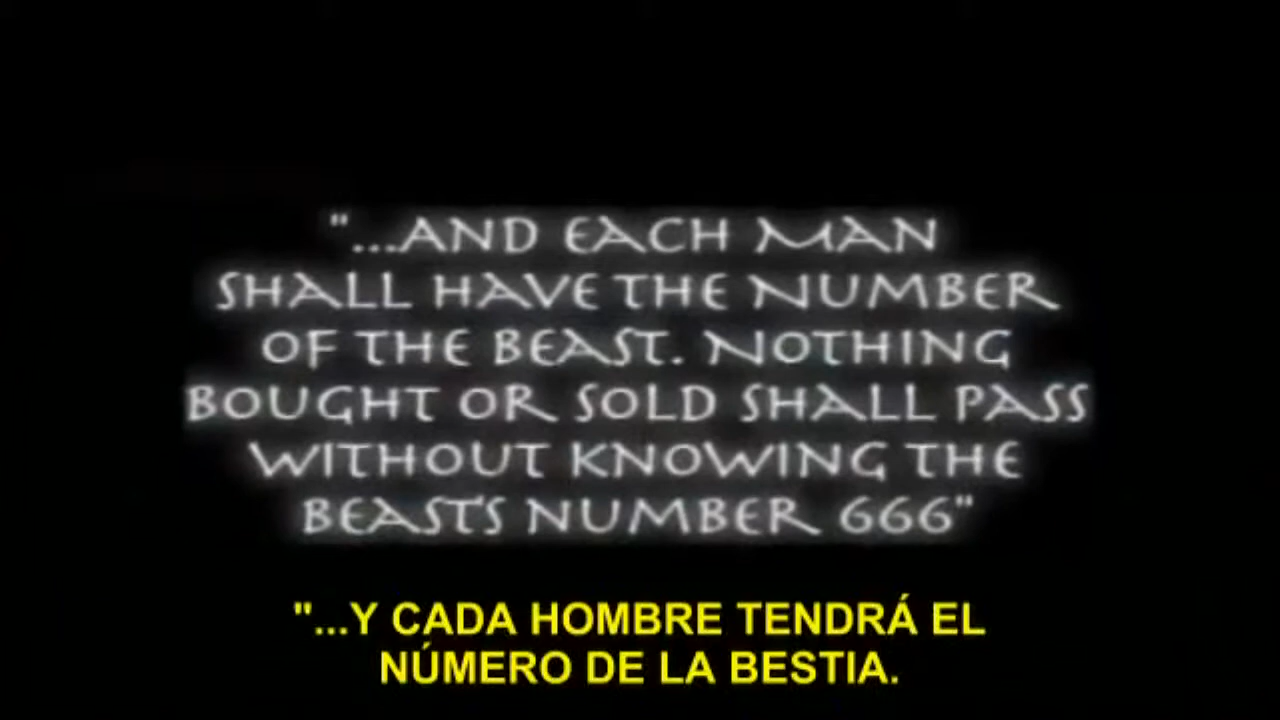 "...AND EACH MAN
SHALL HAVE THE NUMBER
OF THE BEAST. NOTHING
BOUGHT OR SOLD SHALL PASS
WITHOUT KNOWING THE
BEAST'S NUMBER 666"
"...Y CADA HOMBRE TENDRÁ EL
NÚMERO DE LA BESTIA.